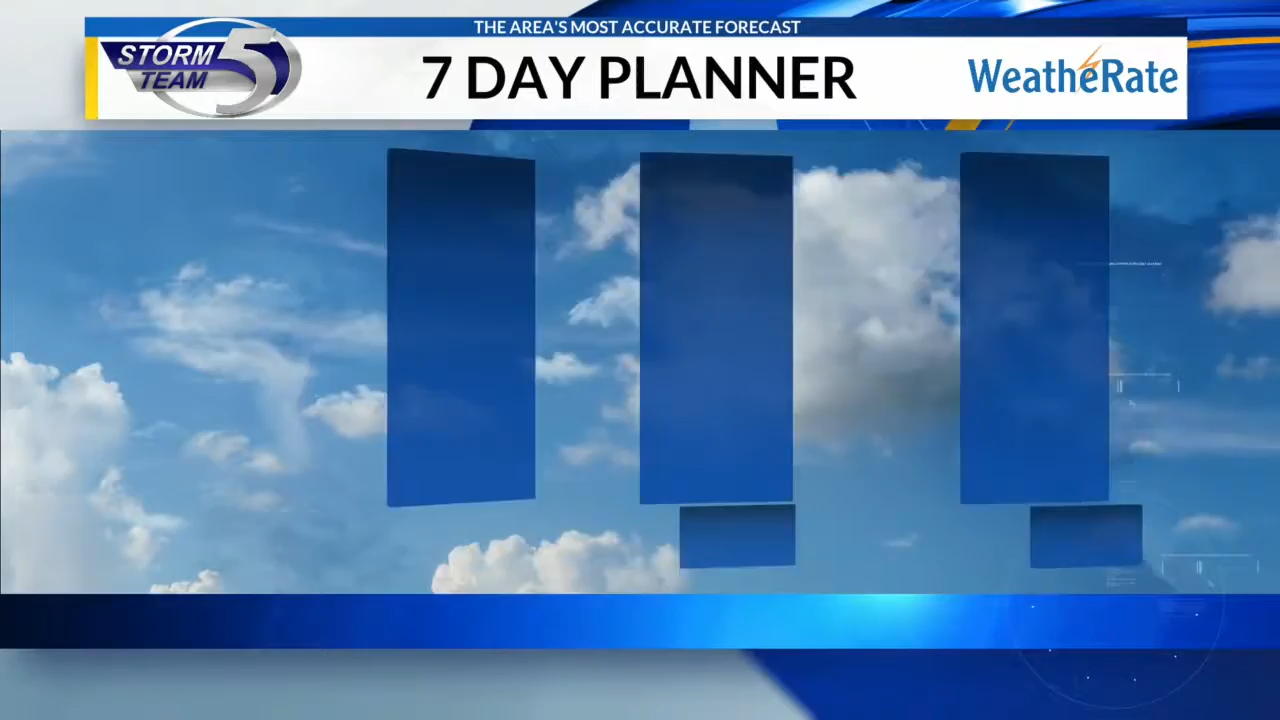 THE AREA'S MOST ACCURATE FORECAST
STORM
TEAM 5
7 DAY PLANNER
WeatheRate